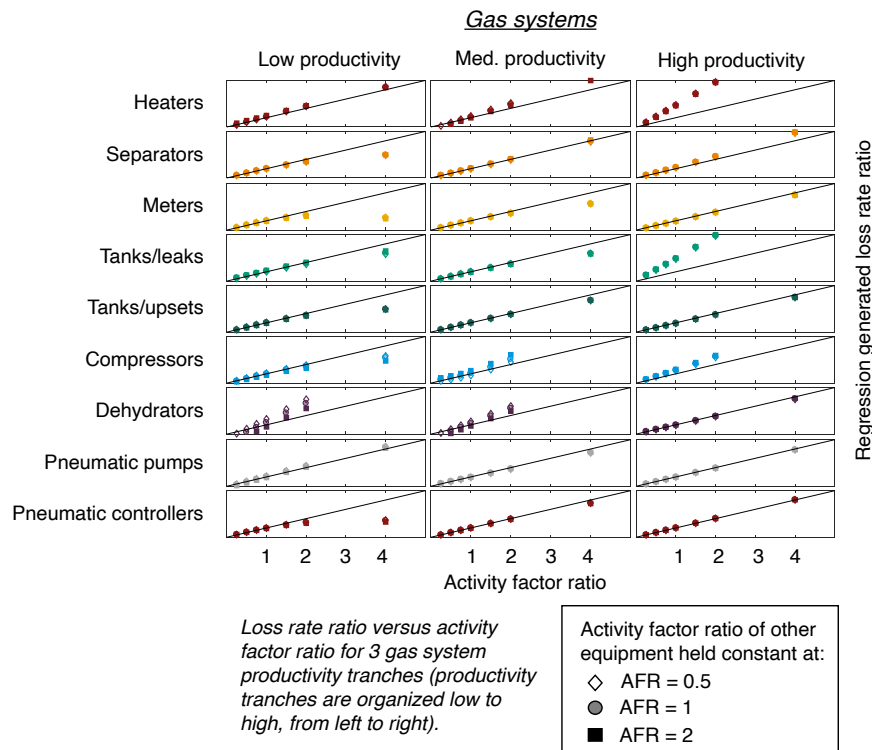 Gas systems
Low productivity
Med. productivity
High productivity
Heaters
Separators
Meters
Tanks/leaks
Tanks/upsets
Compressors
Dehydrators
Pneumatic pumps
Pneumatic controllers
Regression generated loss rate ratio
1 2 3 4 1 2 3 4 1 2 3 4
Activity factor ratio
Loss rate ratio versus activity
factor ratio for 3 gas system
productivity tranches (productivity
tranches are organized low to
high, from left to right).
Activity factor ratio of other
equipment held constant at:
AFR = 0.5
AFR = 1
AFR = 2